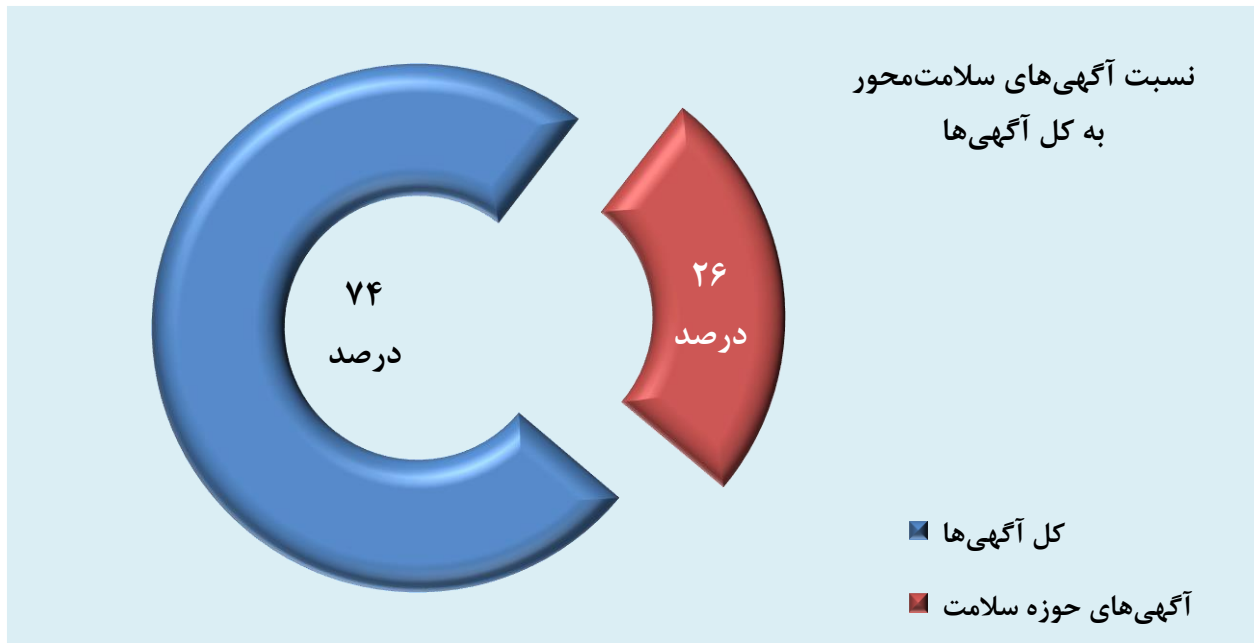 نسبت آگهی‌های سلامت‌محور
به کل آگهی‌ها
۲۶
درصد
۷۴
درصد
کل آگهی‌ها
آگهی‌های حوزه سلامت